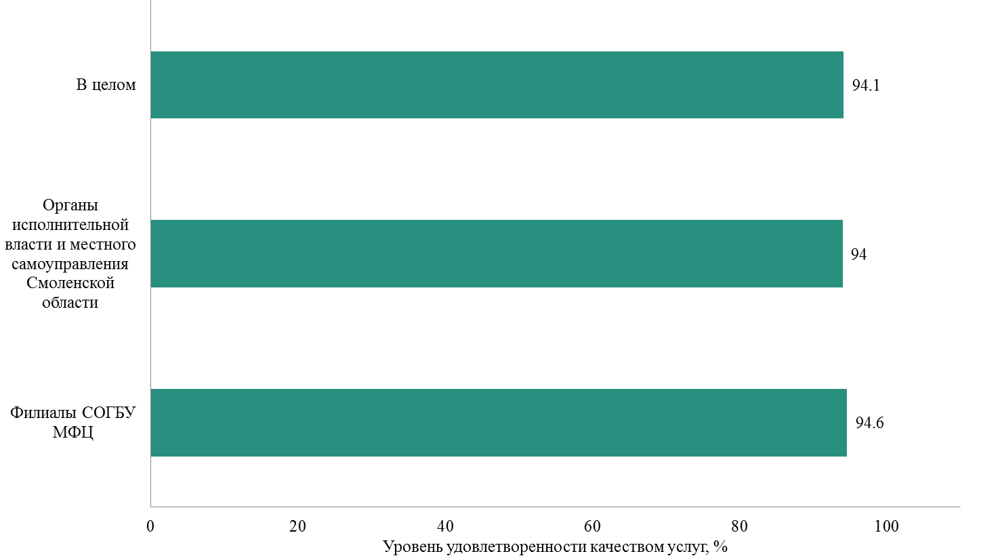 В целом
94.1
Органы
исполнительной
власти и местного
самоуправления
Смоленской
области
94
Филиалы СОГБУ
МФЦ
94.6
0 20 40 60 80 100
Уровень удовлетворенности качеством услуг, %